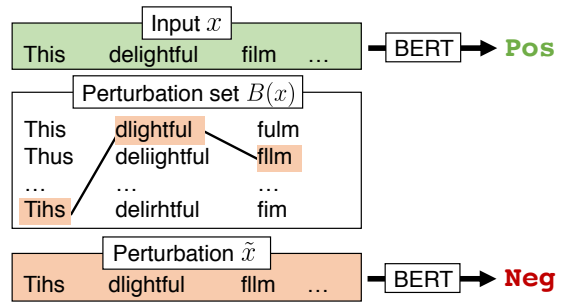 Input x
This delightful film ... BERT Pos
Perturbation set B(x)
This dlightful fulm
Thus deliightful fllm
... ... ...
Tihs delirhtful fim
Perturbation x̃
Tihs dlightful fllm ... BERT Neg